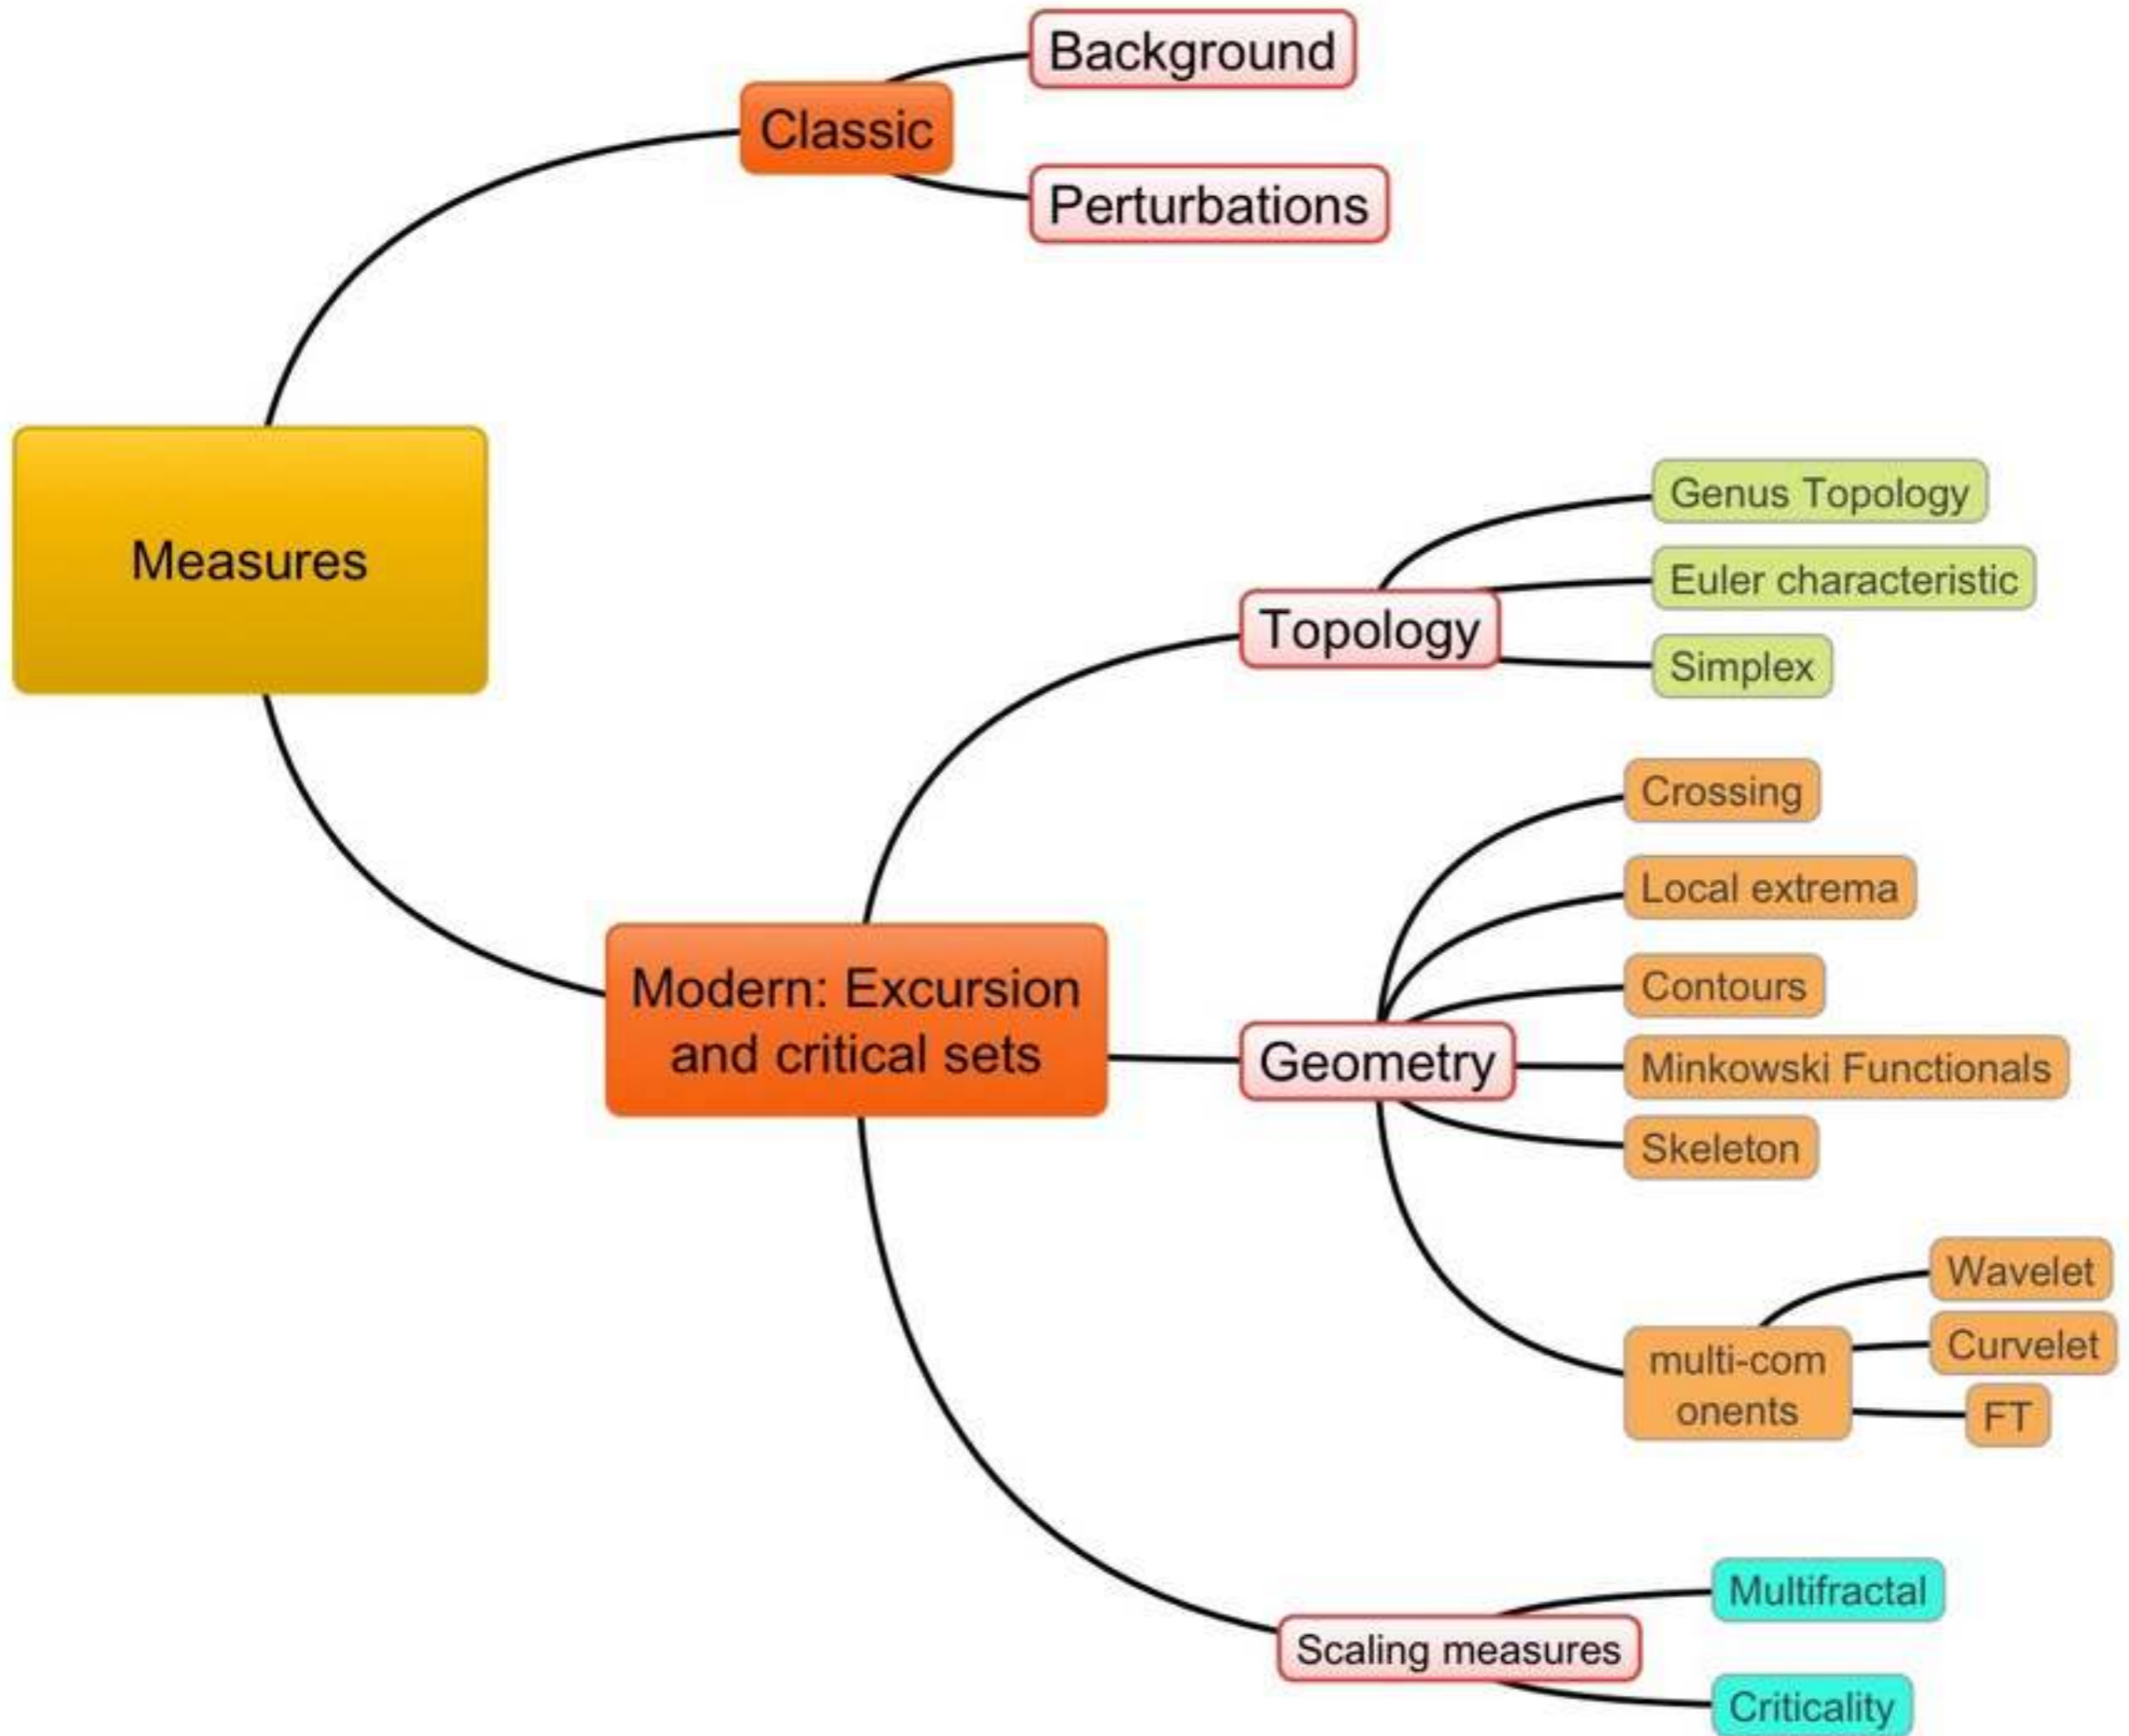 Background
Classic
Perturbations
Measures
Genus Topology
Euler characteristic
Topology
Simplex
Crossing
Local extrema
Contours
Modern: Excursion
and critical sets
Geometry
Minkowski Functionals
Skeleton
Wavelet
Curvelet
multi-com
onents
FT
Multifractal
Scaling measures
Criticality